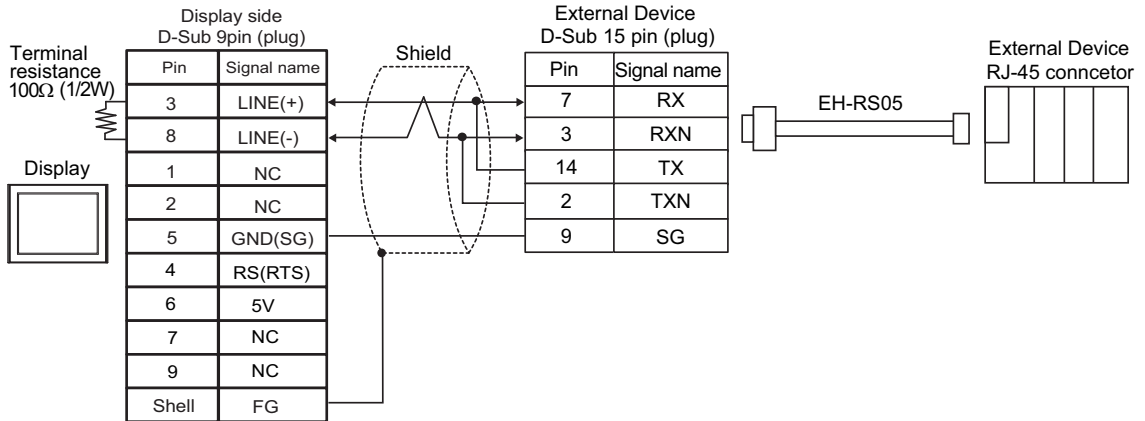 Display side
D-Sub 9pin (plug)
Terminal
resistance
100Ω (1/2W)
Display
Pin Signal name
3 LINE(+)
8 LINE(-)
1 NC
2 NC
5 GND(SG)
4 RS(RTS)
6 5V
7 NC
9 NC
Shell FG
Shield
External Device
D-Sub 15 pin (plug)
Pin Signal name
7 RX
3 RXN
14 TX
2 TXN
9 SG
EH-RS05
External Device
RJ-45 conncetor